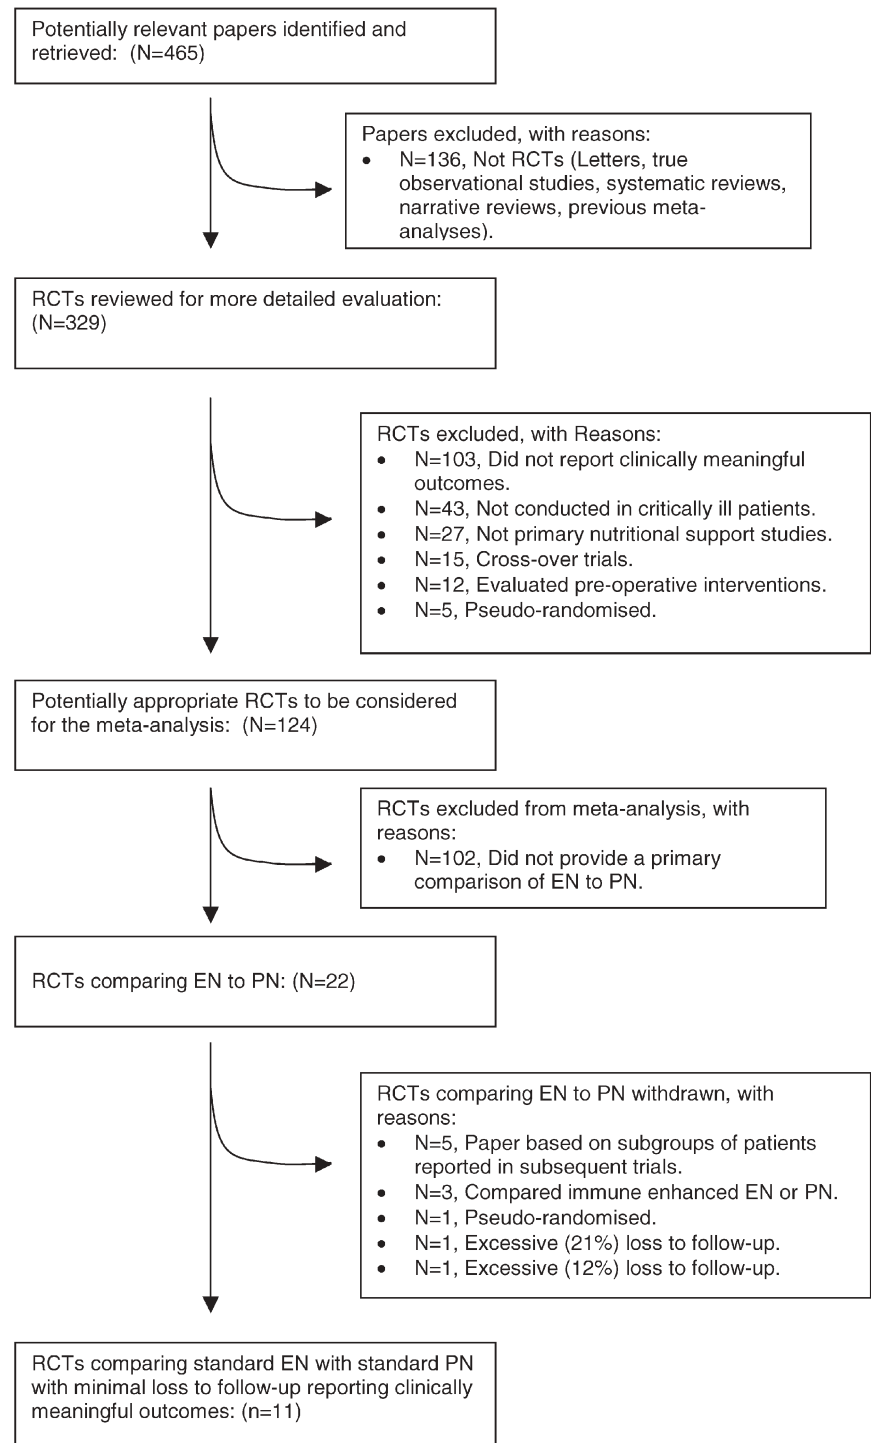 Potentially relevant papers identified and
retrieved:  (N=465)
Papers excluded, with reasons:
• N=136, Not RCTs (Letters, true
observational studies, systematic reviews,
narrative reviews, previous meta-
analyses).
RCTs reviewed for more detailed evaluation:
(N=329)
RCTs excluded, with Reasons:
• N=103, Did not report clinically meaningful
outcomes.
• N=43, Not conducted in critically ill patients.
• N=27, Not primary nutritional support studies.
• N=15, Cross-over trials.
• N=12, Evaluated pre-operative interventions.
• N=5, Pseudo-randomised.
Potentially appropriate RCTs to be considered
for the meta-analysis:  (N=124)
RCTs excluded from meta-analysis, with
reasons:
• N=102, Did not provide a primary
comparison of EN to PN.
RCTs comparing EN to PN: (N=22)
RCTs comparing EN to PN withdrawn, with
reasons:
• N=5, Paper based on subgroups of patients
reported in subsequent trials.
• N=3, Compared immune enhanced EN or PN.
• N=1, Pseudo-randomised.
• N=1, Excessive (21%) loss to follow-up.
• N=1, Excessive (12%) loss to follow-up.
RCTs comparing standard EN with standard PN
with minimal loss to follow-up reporting clinically
meaningful outcomes: (n=11)